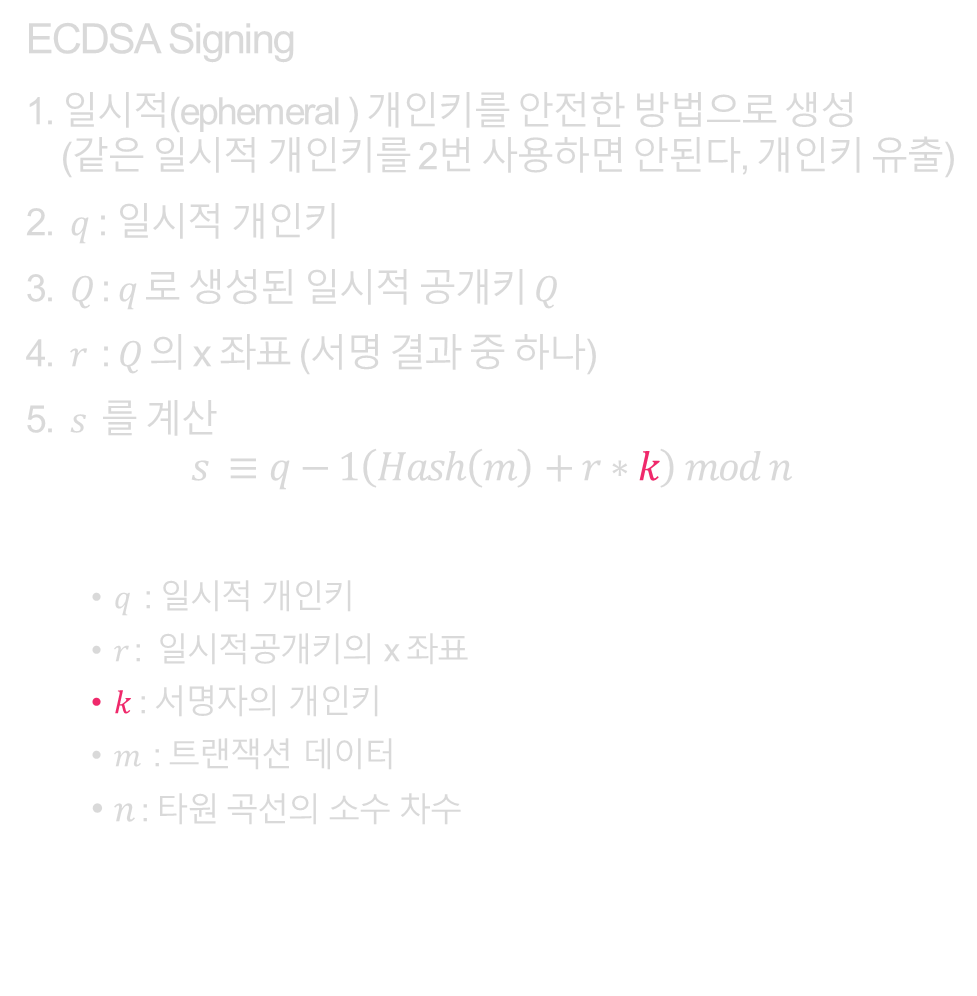 ECDSA Signing
1. 일시적(ephemeral ) 개인키를 안전한 방법으로 생성
(같은 일시적 개인키를 2번 사용하면 안된다, 개인키 유출)
2. q : 일시적 개인키
3. Q : q 로 생성된 일시적 공개키 Q
4. r : Q 의 x 좌표 (서명 결과 중 하나)
5. s 를 계산
s ≡ q − 1(Hash(m) + r ∗ k) mod n
• q : 일시적 개인키
• r : 일시적공개키의 x 좌표
• k : 서명자의 개인키
• m : 트랜잭션 데이터
• n : 타원 곡선의 소수 차수